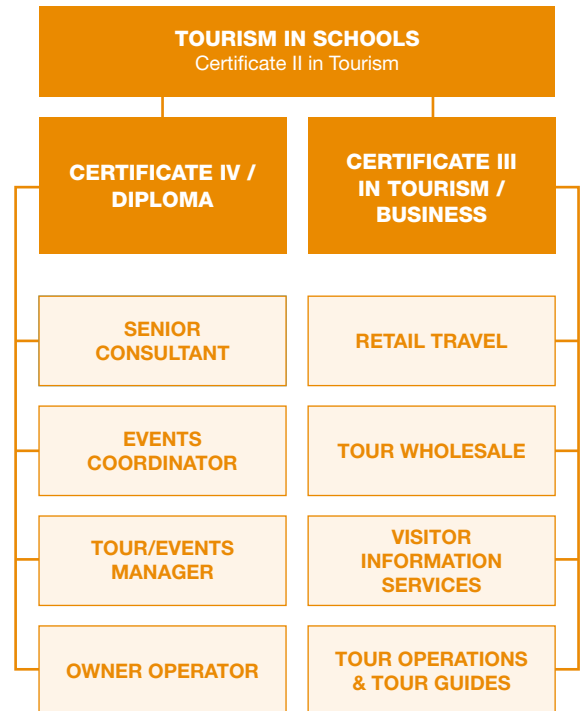 TOURISM IN SCHOOLS
Certificate II in Tourism
CERTIFICATE IV /
DIPLOMA
CERTIFICATE III
IN TOURISM /
BUSINESS
SENIOR
CONSULTANT
RETAIL TRAVEL
EVENTS
COORDINATOR
TOUR WHOLESALE
TOUR/EVENTS
MANAGER
VISITOR
INFORMATION
SERVICES
OWNER OPERATOR
TOUR OPERATIONS
& TOUR GUIDES